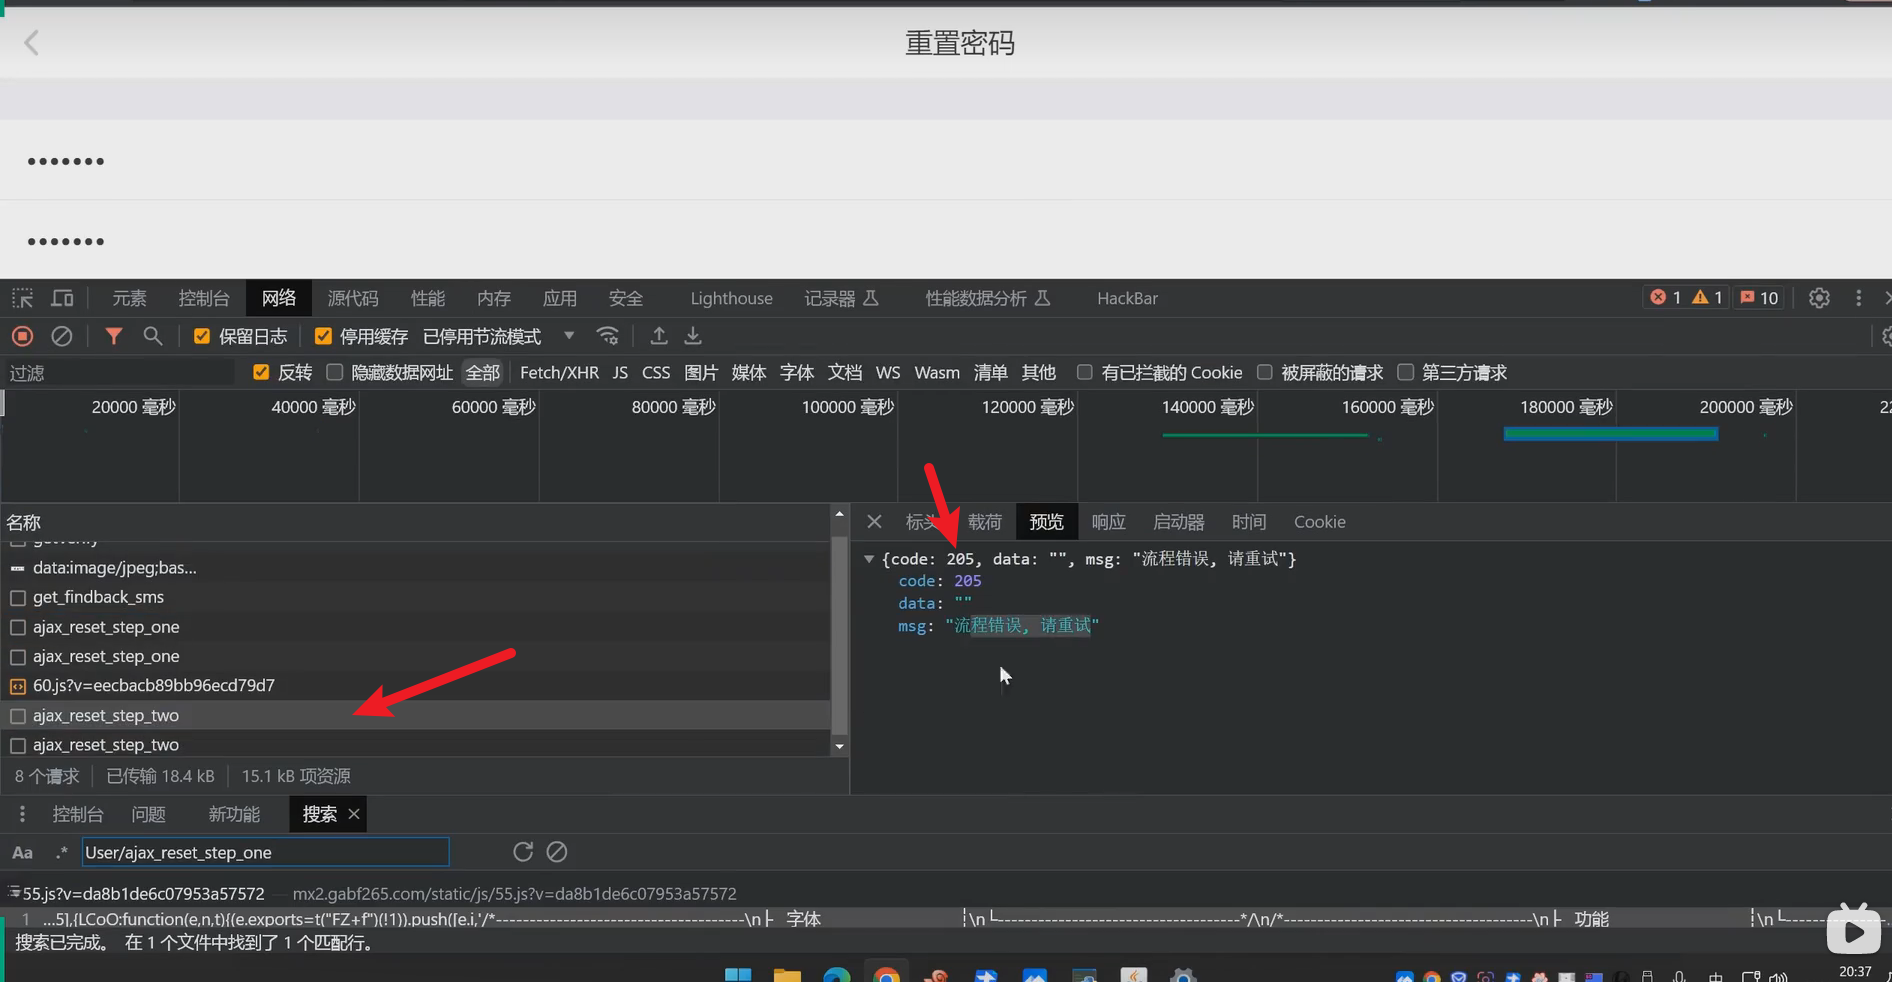 重置密码
•••••••
•••••••
元素 控制台 网络 源代码 性能 内存 应用 安全 Lighthouse 记录器 性能数据分析 HackBar 1 1 10
保留日志 停用缓存 已停用节流模式
过滤 反转 隐藏数据网址 全部 Fetch/XHR JS CSS 图片 媒体 字体 文档 WS Wasm 清单 其他 有已拦截的 Cookie 被屏蔽的请求 第三方请求
20000 毫秒 40000 毫秒 60000 毫秒 80000 毫秒 100000 毫秒 120000 毫秒 140000 毫秒 160000 毫秒 180000 毫秒 200000 毫秒
名称
data:image/jpeg;bas...
get_findback_sms
ajax_reset_step_one
ajax_reset_step_one
60.js?v=eecbacb89bb96ecd79d7
ajax_reset_step_two
ajax_reset_step_two
8 个请求 已传输 18.4 kB 15.1 kB 项资源
标头 载荷 预览 响应 启动器 时间 Cookie
{code: 205, data: "", msg: "流程错误, 请重试"}
code: 205
data: ""
msg: "流程错误, 请重试"
控制台 问题 新功能 搜索
Aa .* User/ajax_reset_step_one
55.js?v=da8b1de6c07953a57572 — mx2.gabf265.com/static/js/55.js?v=da8b1de6c07953a57572
1 ...5],{LCoO:function(e,n,t){(e.exports=t("FZ+f")(!1)).push([e.i,'/*-------------------------------------\n├ 字体 ┆\n└------------------------------------*/\n/*-------------------------------------\n├ 功能 ┆\n└------
搜索已完成。 在 1 个文件中找到了 1 个匹配行。
中 20:37